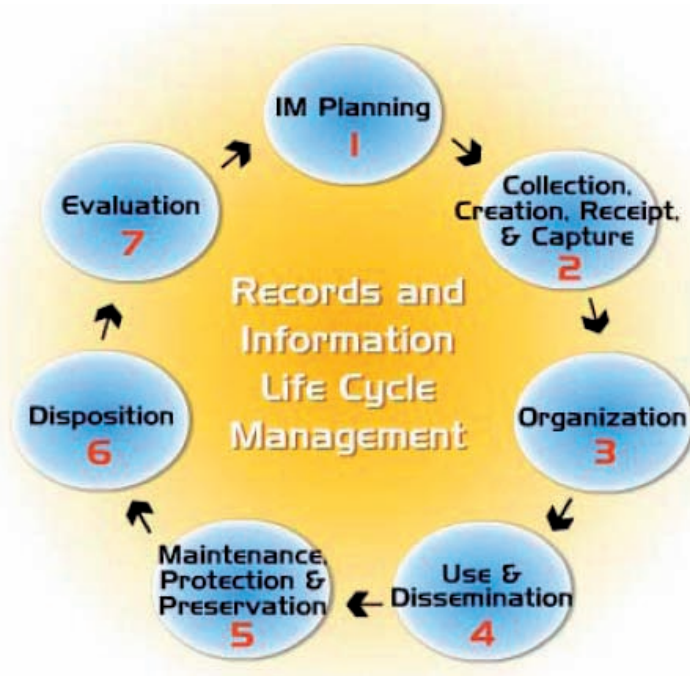 IM Planning
1
Collection,
Creation, Receipt,
& Capture
2
Organization
3
Use &
Dissemination
4
Maintenance,
Protection &
Preservation
5
Disposition
6
Evaluation
7
Records and
Information
Life Cycle
Management